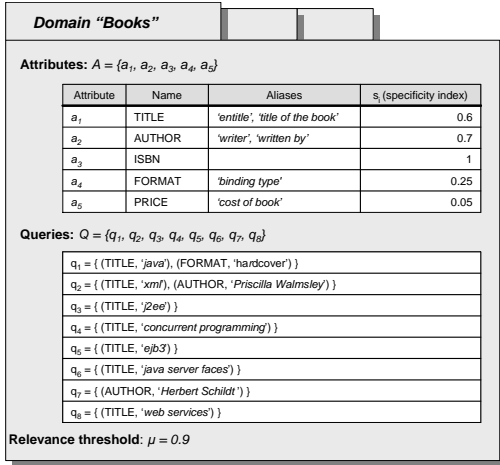 Domain “Books”
Attributes: A = {a1, a2, a3, a4, a5}
Attribute Name Aliases si (specificity index)
a1 TITLE ‘entitle’, ‘title of the book’ 0.6
a2 AUTHOR ‘writer’, ‘written by’ 0.7
a3 ISBN 1
a4 FORMAT ‘binding type’ 0.25
a5 PRICE ‘cost of book’ 0.05
Queries: Q = {q1, q2, q3, q4, q5, q6, q7, q8}
q1 = { (TITLE, ‘java’), (FORMAT, ‘hardcover’) }
q2 = { (TITLE, ‘xml’), (AUTHOR, ‘Priscilla Walmsley’) }
q3 = { (TITLE, ‘j2ee’) }
q4 = { (TITLE, ‘concurrent programming’) }
q5 = { (TITLE, ‘ejb3’) }
q6 = { (TITLE, ‘java server faces’) }
q7 = { (AUTHOR, ‘Herbert Schildt’) }
q8 = { (TITLE, ‘web services’) }
Relevance threshold: μ = 0.9